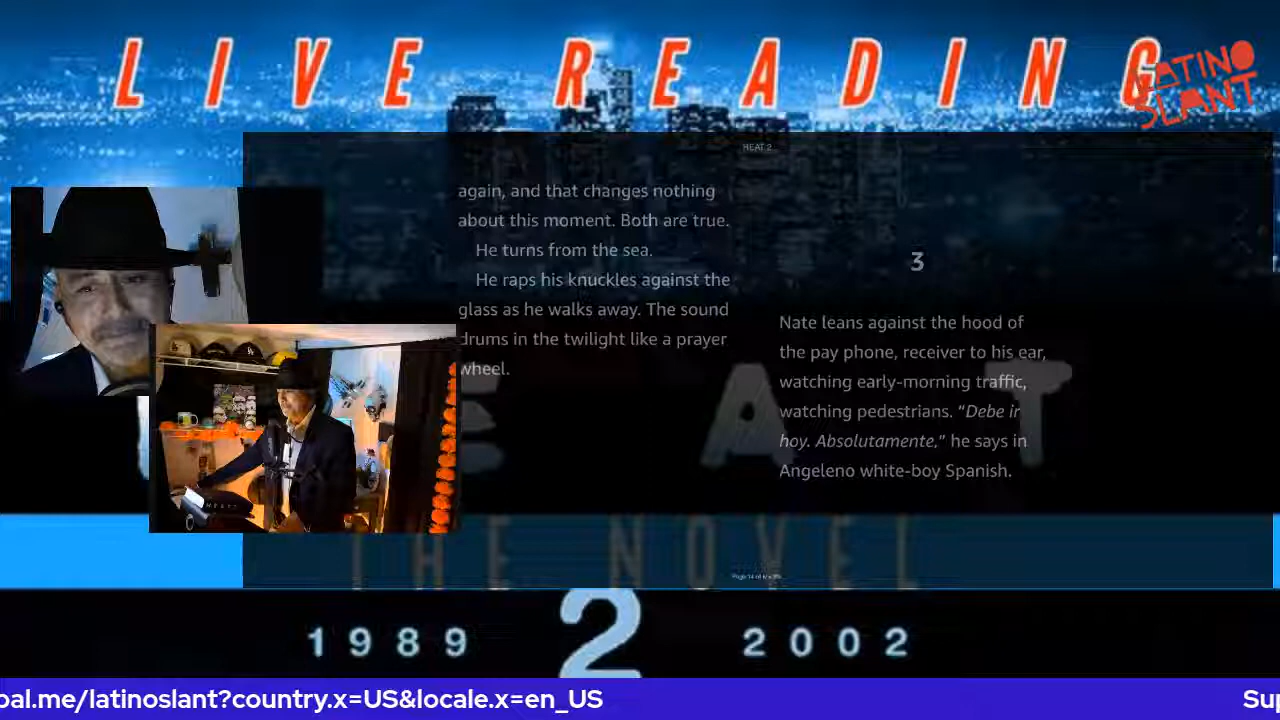 LIVE READING
LATINO
SLANT
HEAT 2
again, and that changes nothing
about this moment. Both are true.
He turns from the sea.
He raps his knuckles against the
glass as he walks away. The sound
drums in the twilight like a prayer
wheel.
3
Nate leans against the hood of
the pay phone, receiver to his ear,
watching early-morning traffic,
watching pedestrians. “Debe ir
hoy. Absolutamente,” he says in
Angeleno white-boy Spanish.
E A T
THE NOVEL
1989 2 2002
pal.me/latinoslant?country.x=US&locale.x=en_US
Sup